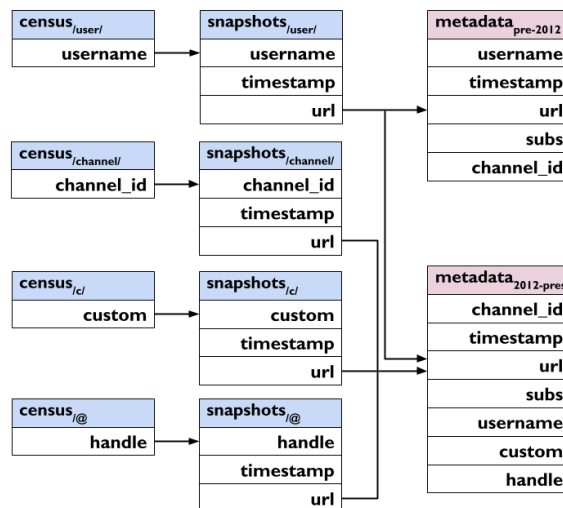 census/user/
username
snapshots/user/
username
timestamp
url
metadatapre-2012
username
timestamp
url
subs
channel_id
census/channel/
channel_id
snapshots/channel/
channel_id
timestamp
url
census/c/
custom
snapshots/c/
custom
timestamp
url
metadata2012-pres
channel_id
timestamp
url
subs
username
custom
handle
census/@
handle
snapshots/@
handle
timestamp
url